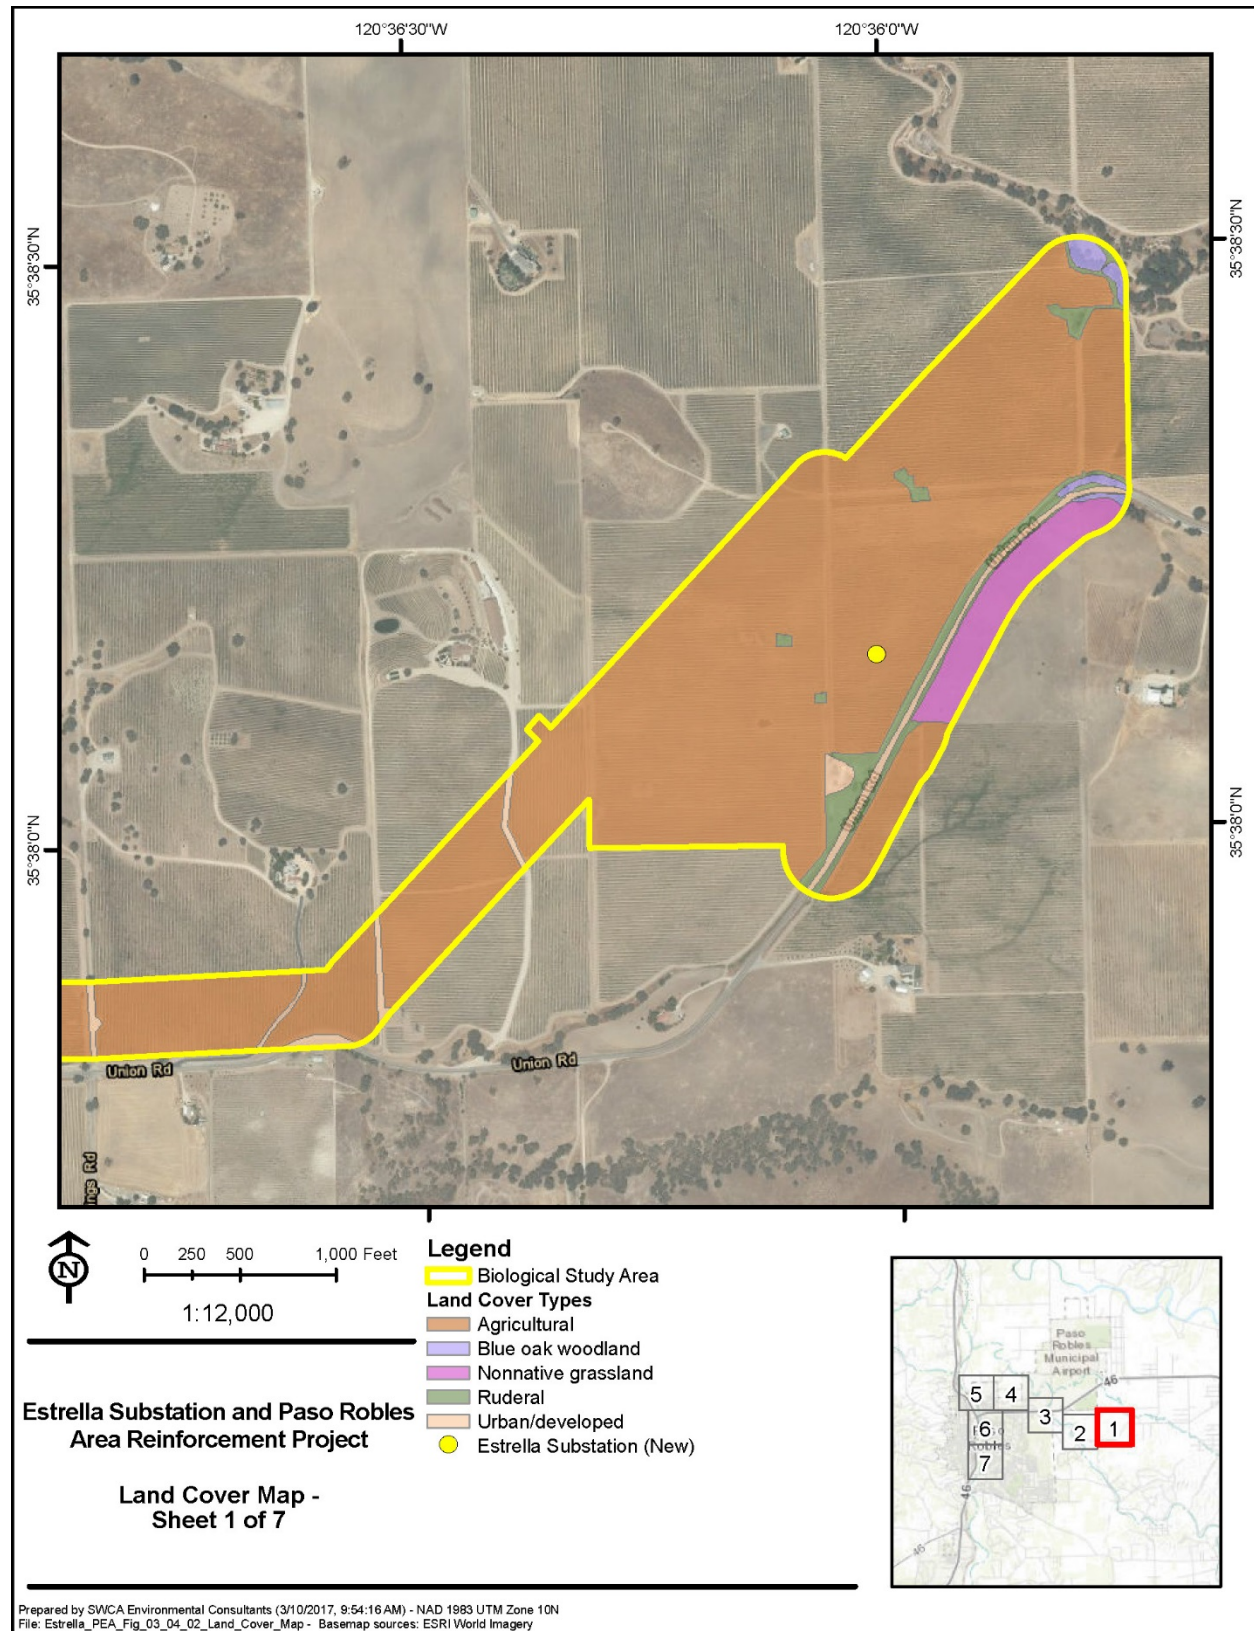 120°36'30"W
120°36'0"W
35°38'30"N
35°38'30"N
Union Rd
Union Rd
35°38'0"N
35°38'0"N
Union Rd
Union Rd
ings Rd
N
0 250 500 1,000 Feet
1:12,000
Estrella Substation and Paso Robles
Area Reinforcement Project
Land Cover Map -
Sheet 1 of 7
Legend
Biological Study Area
Land Cover Types
Agricultural
Blue oak woodland
Nonnative grassland
Ruderal
Urban/developed
Estrella Substation (New)
Paso
Robles
Municipal
Airport
46
5
4
3
1
2
6
Paso
Robles
7
46
46
Prepared by SWCA Environmental Consultants (3/10/2017, 9:54:16 AM) - NAD 1983 UTM Zone 10N
File: Estrella_PEA_Fig_03_04_02_Land_Cover_Map - Basemap sources: ESRI World Imagery